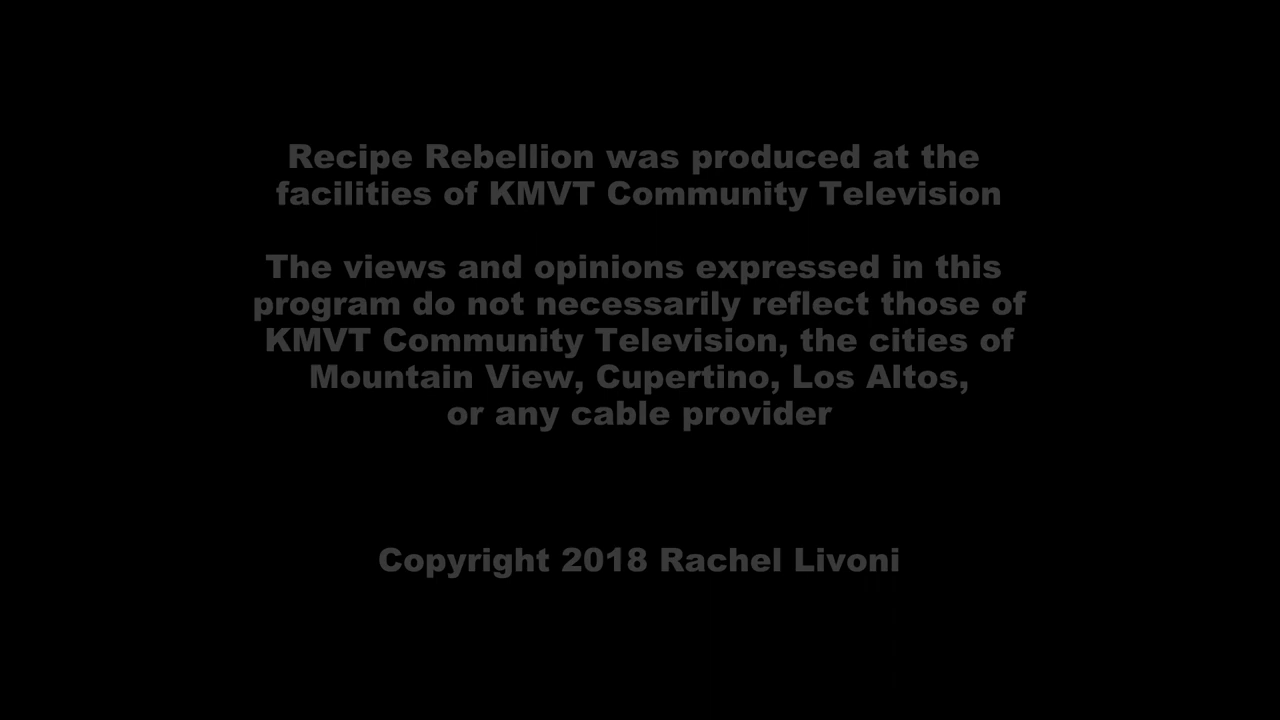 Recipe Rebellion was produced at the
facilities of KMVT Community Television
The views and opinions expressed in this
program do not necessarily reflect those of
KMVT Community Television, the cities of
Mountain View, Cupertino, Los Altos,
or any cable provider
Copyright 2018 Rachel Livoni